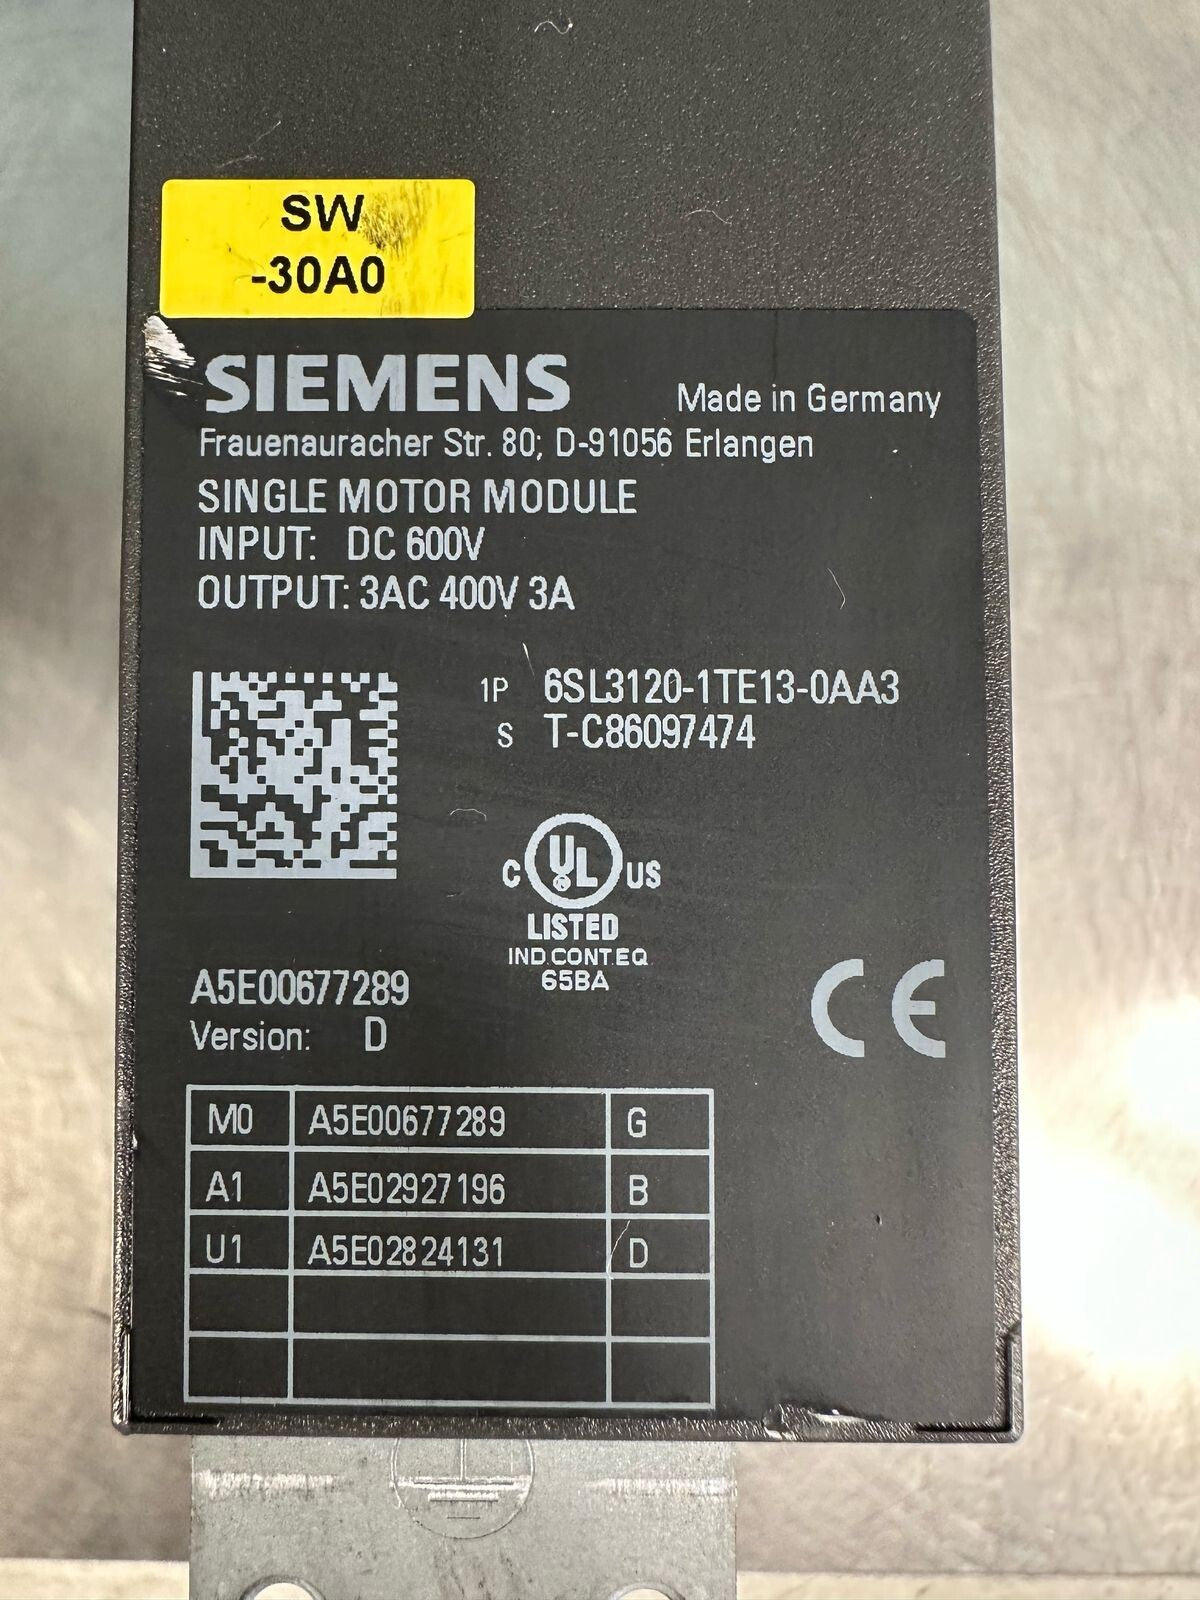 SW
-30A0
SIEMENS Made in Germany
Frauenauracher Str. 80; D-91056 Erlangen
SINGLE MOTOR MODULE
INPUT: DC 600V
OUTPUT: 3AC 400V 3A
1P 6SL3120-1TE13-0AA3
S T-C86097474
C UL US
LISTED
IND.CONT.EQ
65BA
A5E00677289
Version: D
CE
M0 A5E00677289 G
A1 A5E02927196 B
U1 A5E02824131 D